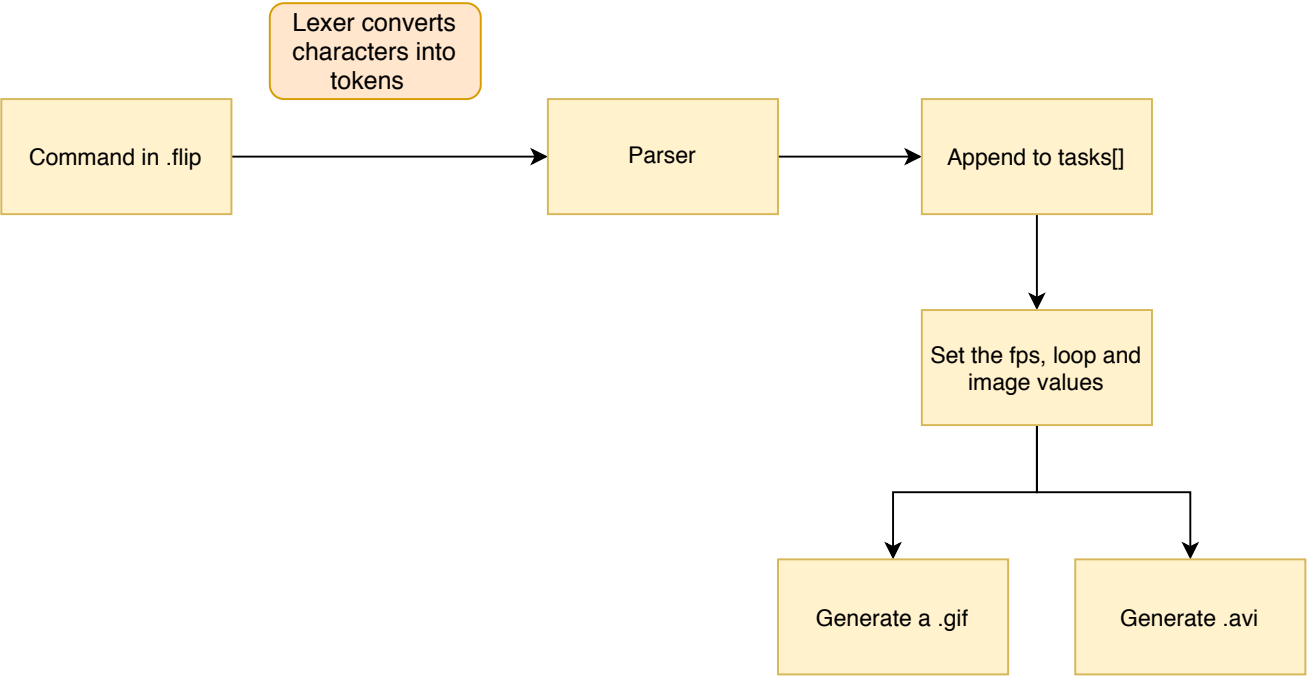 Lexer converts
characters into
tokens
Command in .flip
Parser
Append to tasks[]
Set the fps, loop and
image values
Generate a .gif
Generate .avi